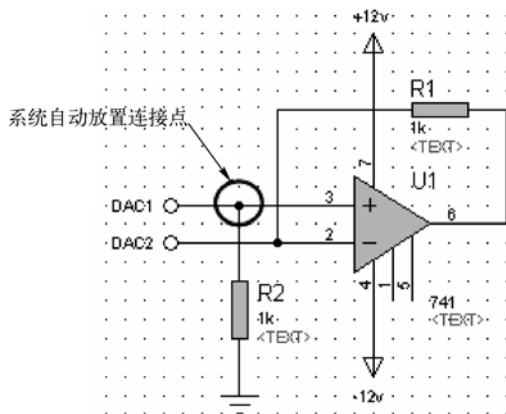 +12v
R1
1k
<TEXT>
系统自动放置连接点
7
U1
DAC1
3
6
DAC2
2
4
1
5
R2
1k
<TEXT>
741
<TEXT>
-12v